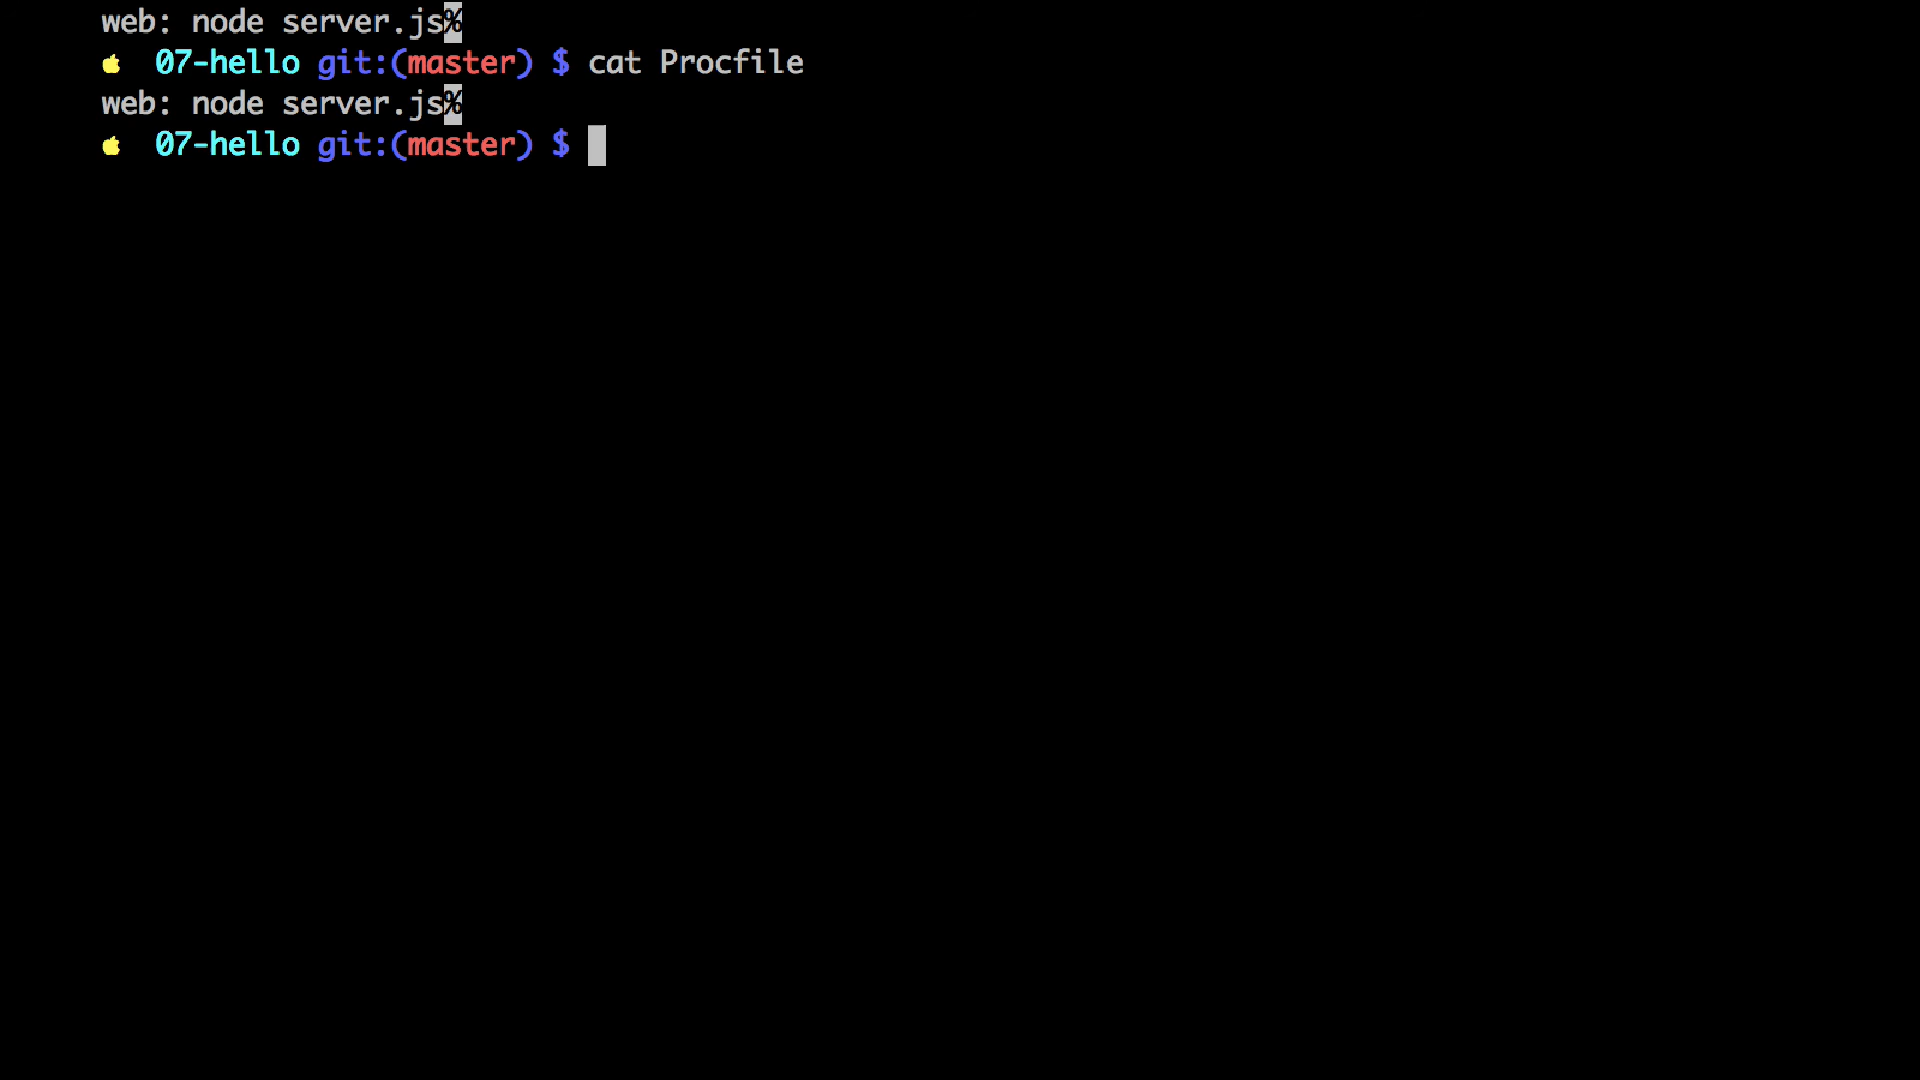 web: node server.js%
07-hello git:(master) $ cat Procfile
web: node server.js%
07-hello git:(master) $